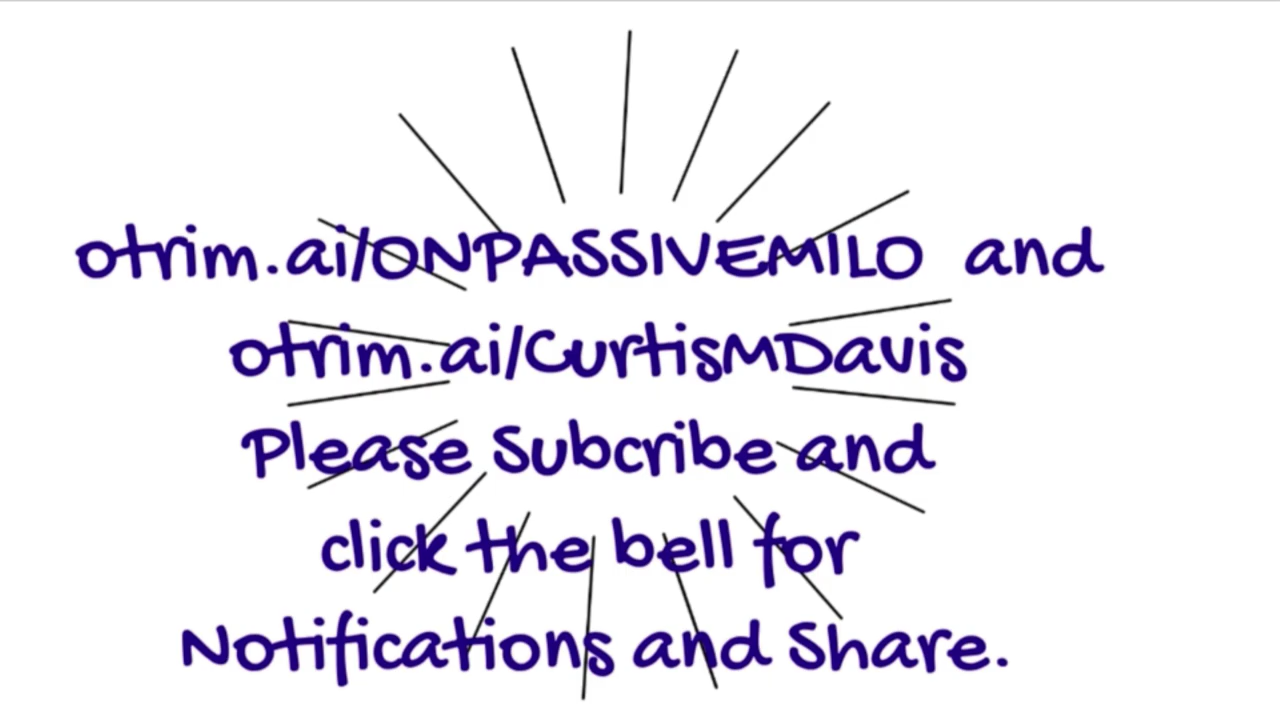 otrim.ai/ONPASSIVEMILO and
otrim.ai/CurtisMDavis
Please Subcribe and
click the bell for
Notifications and Share.